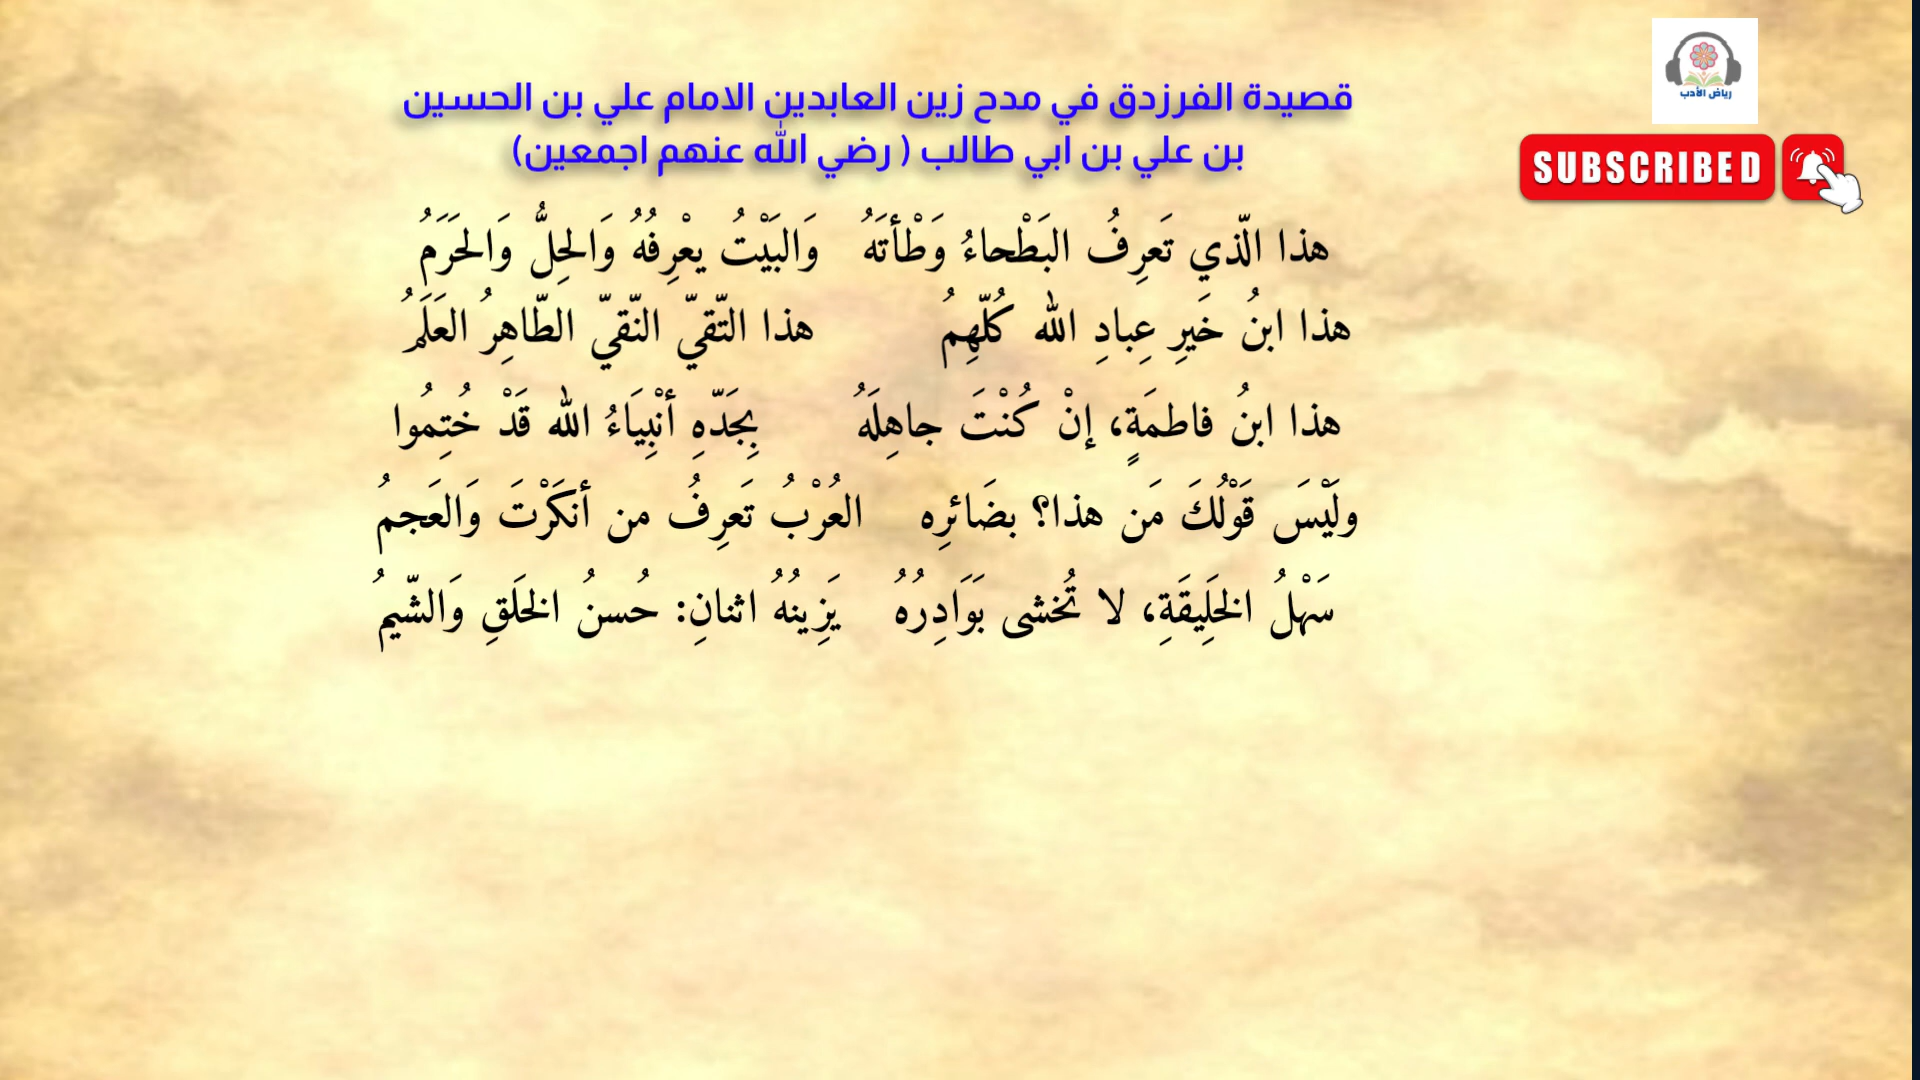 رياض الأدب
SUBSCRIBED
قصيدة الفرزدق في مدح زين العابدين الامام علي بن الحسين
بن علي بن ابي طالب ( رضي الله عنهم اجمعين)
هذا الّذي تَعرِفُ البَطْحاءُ وَطْأتَهُ وَالبَيْتُ يعْرِفُهُ وَالحِلُّ وَالحَرَمُ
هذا ابنُ خَيرِ عِبادِ الله كُلّهِمُ هذا التّقيّ النّقيّ الطّاهِرُ العَلَمُ
هذا ابنُ فاطمَةٍ، إنْ كُنْتَ جاهِلَهُ بِجَدّهِ أنْبِيَاءُ الله قَدْ خُتِمُوا
ولَيْسَ قَوْلُكَ مَن هذا؟ بضَائرِه العُرْبُ تَعرِفُ من أنكَرْتَ وَالعَجمُ
سَهْلُ الخَلِيقَةِ، لا تُخشى بَوَادِرُهُ يَزِينُهُ اثنانِ: حُسنُ الخَلَقِ وَالشّيمُ